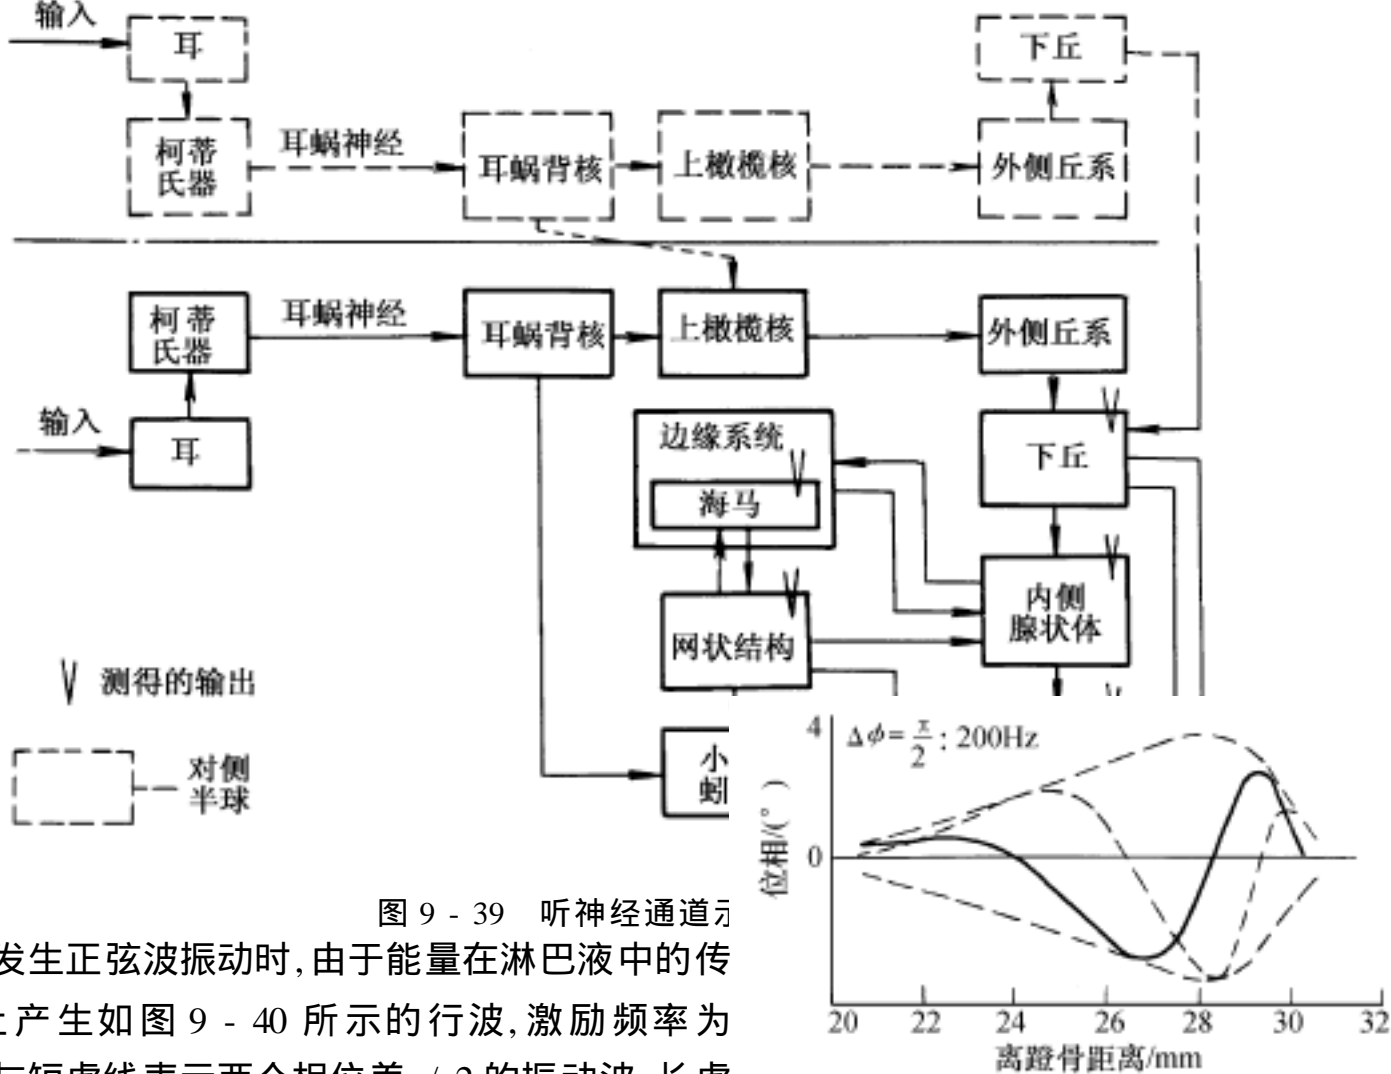 输入
耳
下丘
柯蒂
氏器
耳蜗神经
耳蜗背核
上橄榄核
外侧丘系
柯蒂
氏器
耳蜗神经
耳蜗背核
上橄榄核
外侧丘系
输入
耳
边缘系统
海马
下丘
内侧
腺状体
网状结构
测得的输出
对侧
半球
小
蚓
4
Δϕ=π/2:200Hz
位相/(°)
0
20 22 24 26 28 30 32
离蹬骨距离/mm
图 9 - 39 听神经通道示
发生正弦波振动时,由于能量在淋巴液中的传
上产生如图 9 - 40 所示的行波,激励频率为